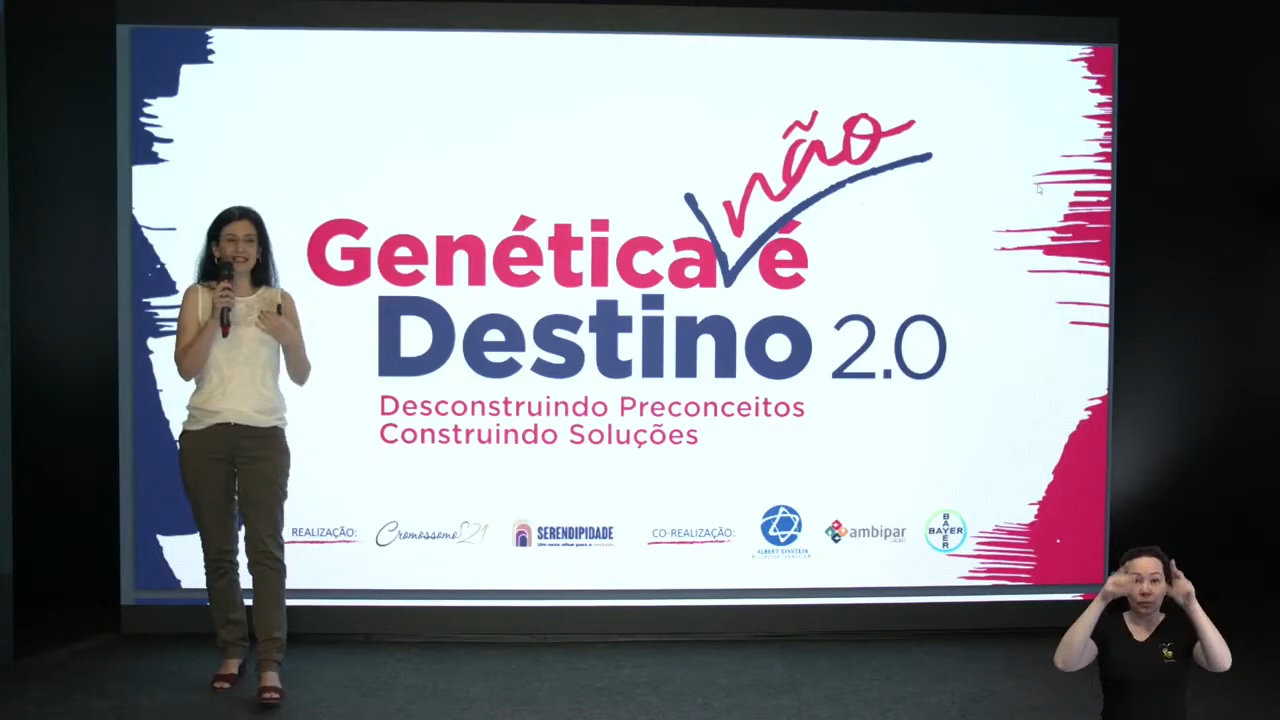 não
Genética é
Destino 2.0
Desconstruindo Preconceitos
Construindo Soluções
REALIZAÇÃO:
Cromossomo 21
SERENDIPIDADE
CO-REALIZAÇÃO:
ALBERT EINSTEIN
ambipar
BAYER
BAYER